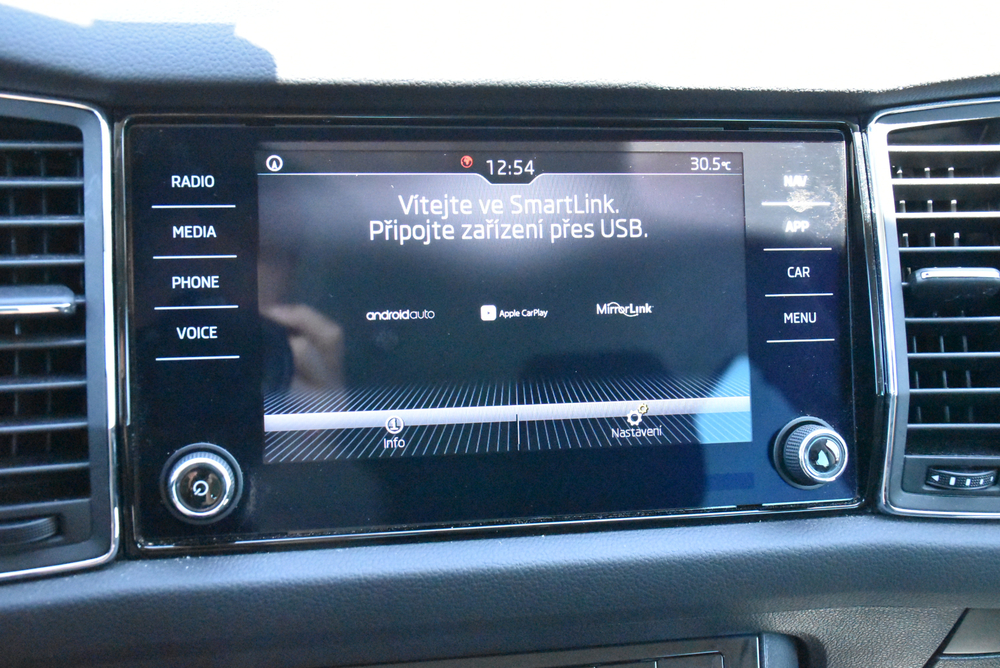 12:54
30.5°C
RADIO
MEDIA
PHONE
VOICE
Vítejte ve SmartLink.
Připojte zařízení přes USB.
androidauto
Apple CarPlay
MirrorLink
Info
Nastavení
NAV
APP
CAR
MENU